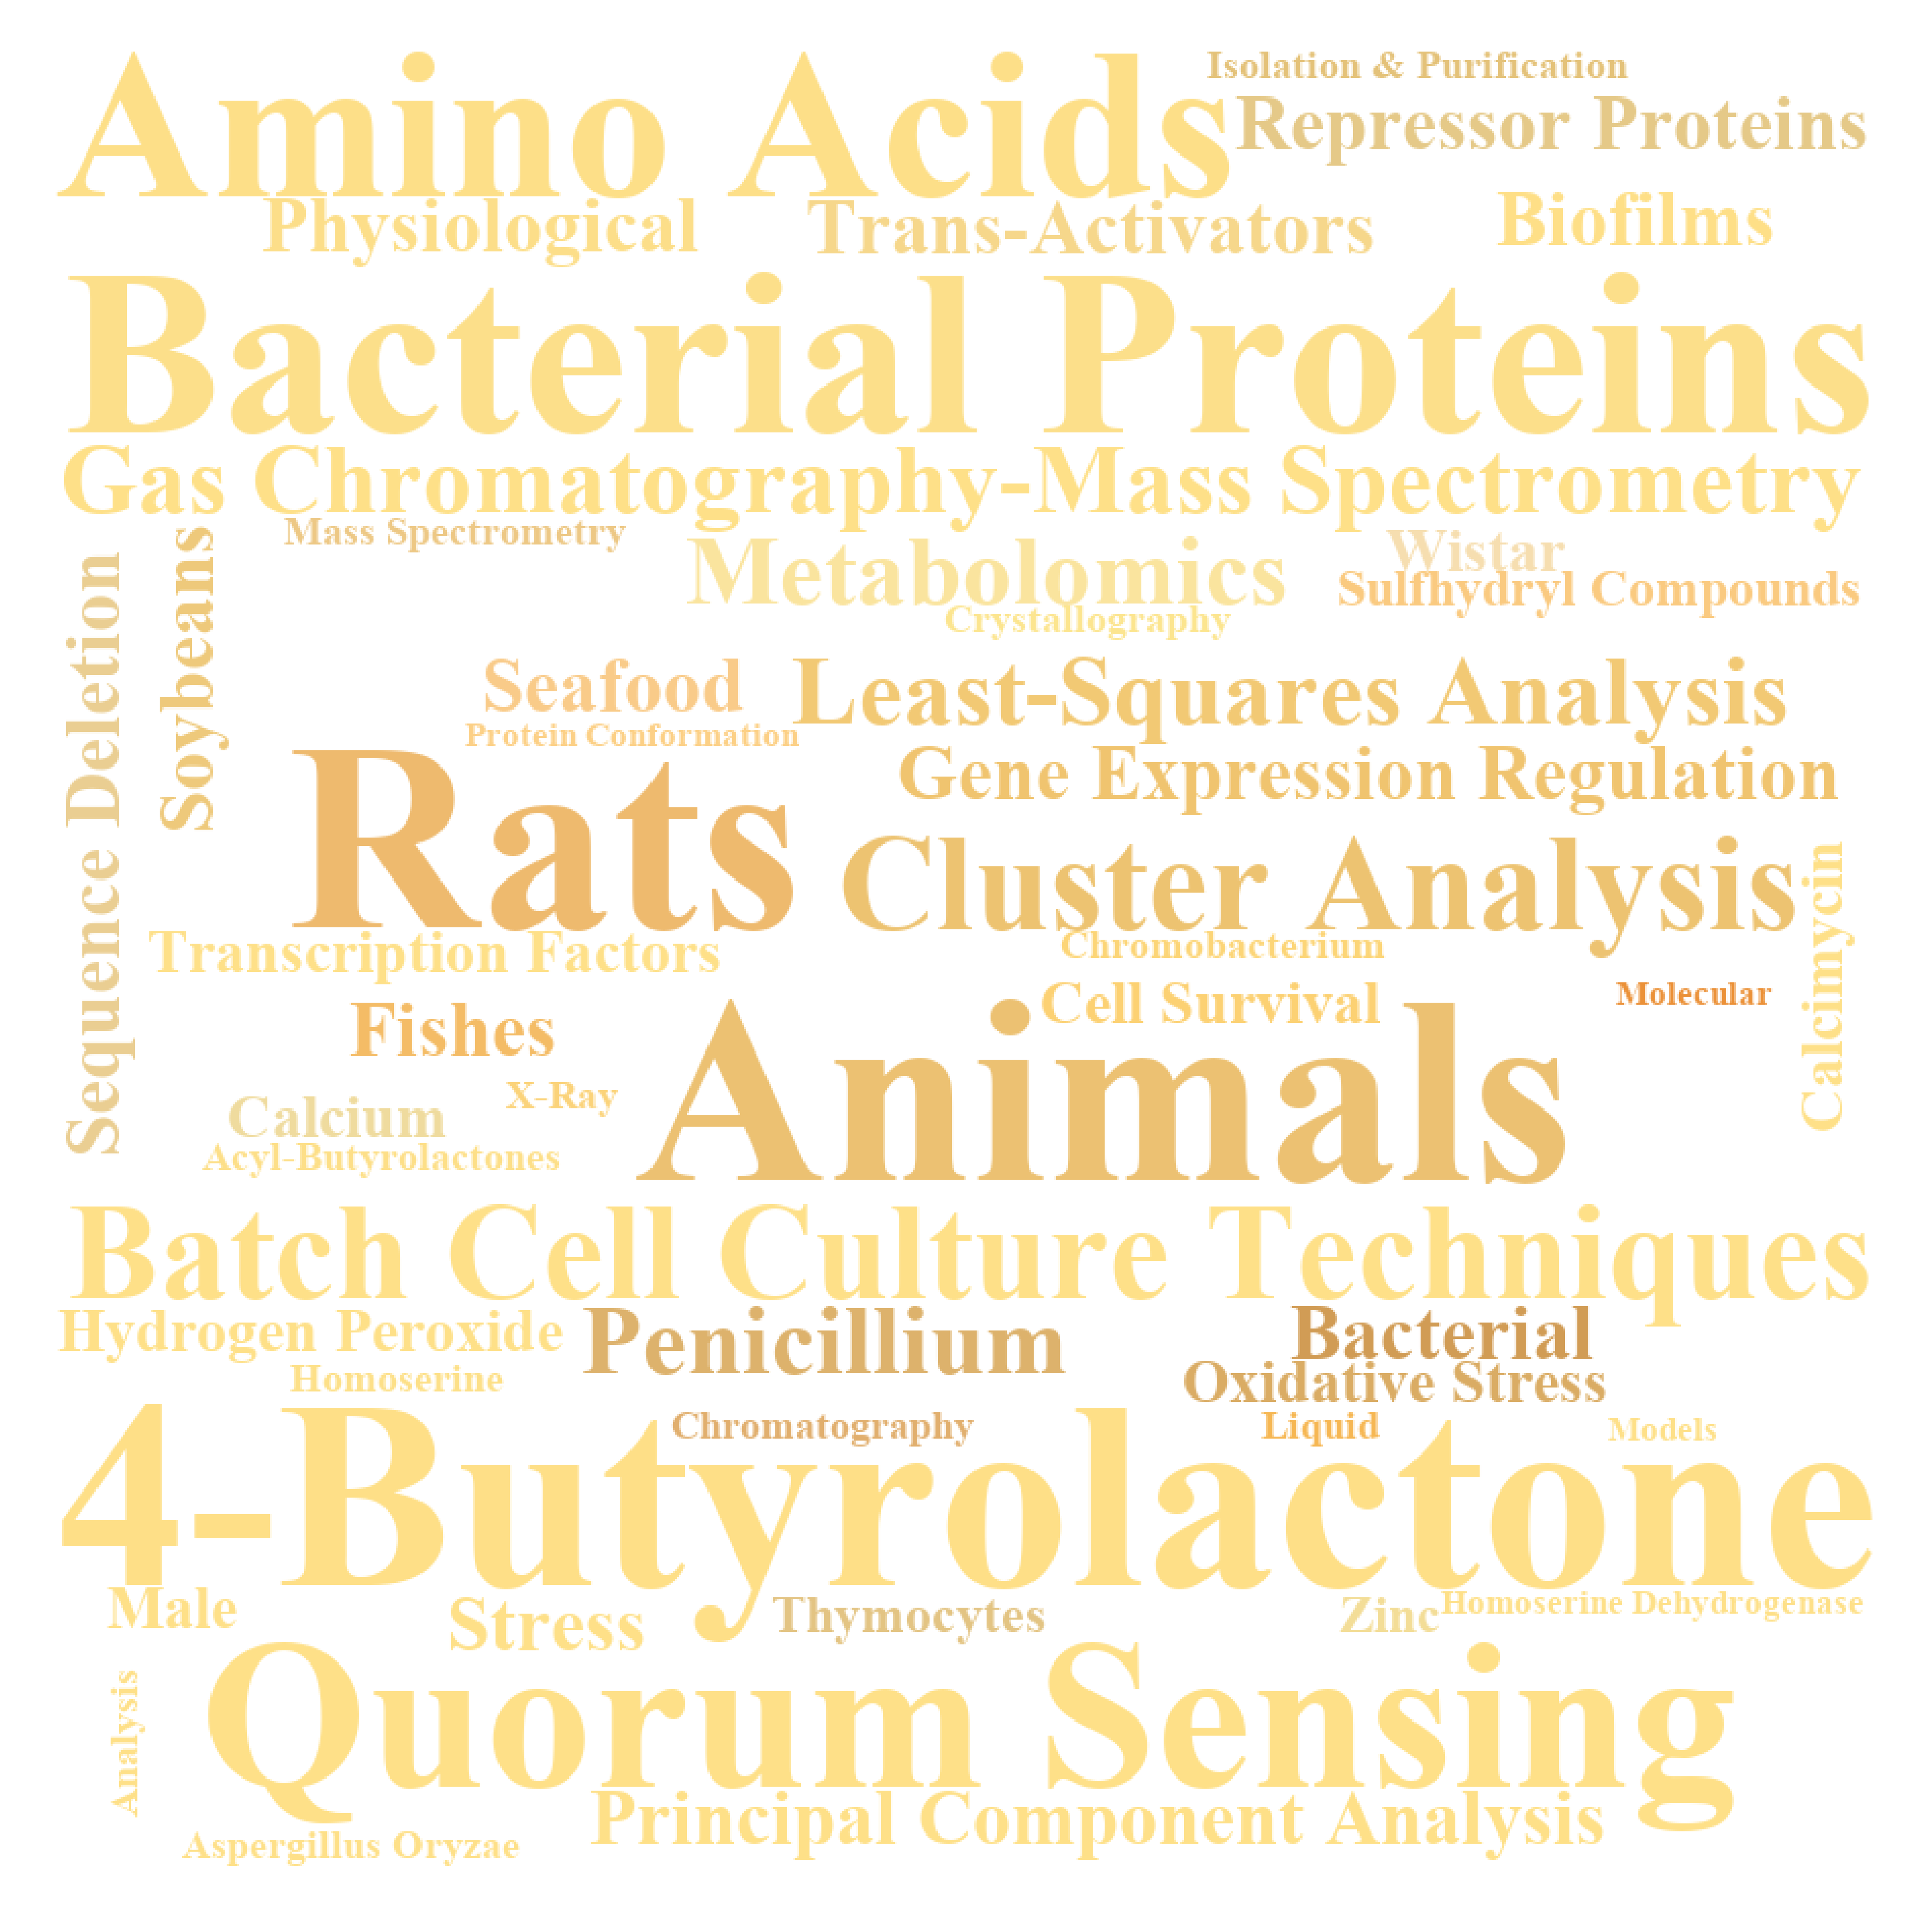 Amino Acids
Isolation & Purification
Repressor Proteins
Physiological
Trans-Activators
Biofilms
Bacterial Proteins
Gas Chromatography-Mass Spectrometry
Mass Spectrometry
Metabolomics
Wistar
Sulfhydryl Compounds
Crystallography
Sequence Deletion
Soybeans
Seafood
Least-Squares Analysis
Protein Conformation
Rats
Gene Expression Regulation
Cluster Analysis
Calcimycin
Transcription Factors
Chromobacterium
Cell Survival
Molecular
Fishes
Animals
X-Ray
Calcium
Acyl-Butyrolactones
Batch Cell Culture Techniques
Hydrogen Peroxide
Penicillium
Bacterial
Homoserine
Oxidative Stress
Chromatography
Liquid
Models
4-Butyrolactone
Male
Stress
Thymocytes
Zinc
Homoserine Dehydrogenase
Analysis
Quorum Sensing
Principal Component Analysis
Aspergillus Oryzae